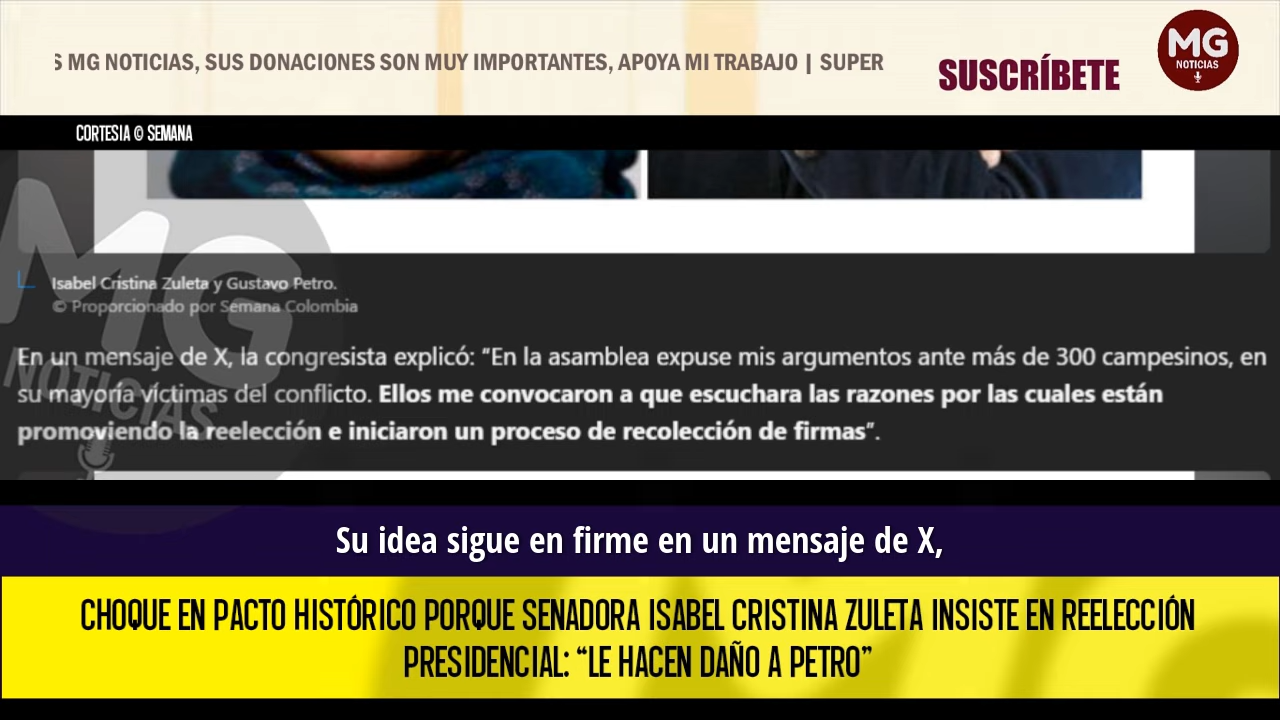 S MG NOTICIAS, SUS DONACIONES SON MUY IMPORTANTES, APOYA MI TRABAJO | SUPER
SUSCRÍBETE
MG
NOTICIAS
CORTESIA © SEMANA
MG
NOTICIAS
Isabel Cristina Zuleta y Gustavo Petro.
© Proporcionado por Semana Colombia
En un mensaje de X, la congresista explicó: “En la asamblea expuse mis argumentos ante más de 300 campesinos, en
su mayoría víctimas del conflicto. Ellos me convocaron a que escuchara las razones por las cuales están
promoviendo la reelección e iniciaron un proceso de recolección de firmas”.
Su idea sigue en firme en un mensaje de X,
CHOQUE EN PACTO HISTÓRICO PORQUE SENADORA ISABEL CRISTINA ZULETA INSISTE EN REELECCIÓN
PRESIDENCIAL: “LE HACEN DAÑO A PETRO”